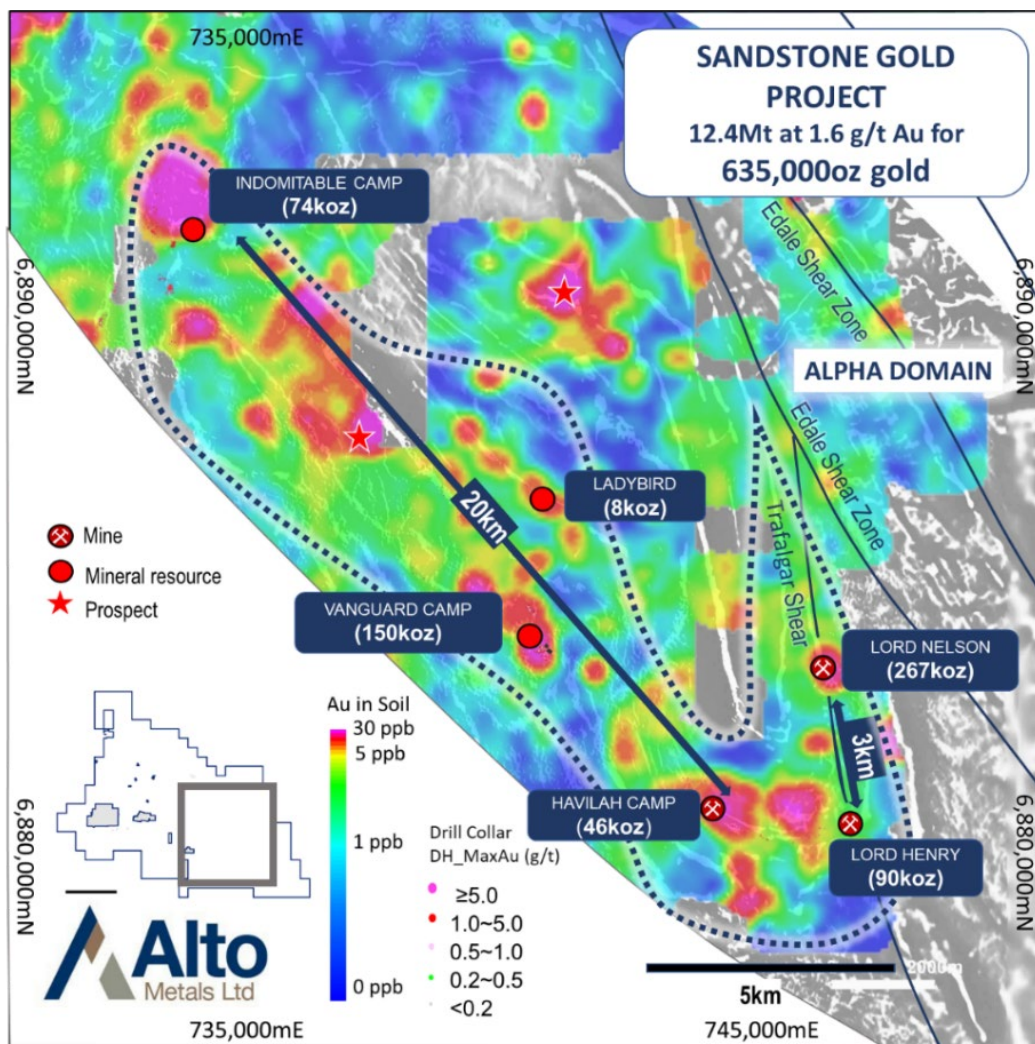 735,000mE
SANDSTONE GOLD
PROJECT
12.4Mt at 1.6 g/t Au for
635,000oz gold
INDOMITABLE CAMP
(74koz)
Edale Shear Zone
6,890,000mN
6,890,000mN
ALPHA DOMAIN
Edale Shear Zone
20km
LADYBIRD
(8koz)
Trafalgar Shear
Mine
Mineral resource
Prospect
VANGUARD CAMP
(150koz)
LORD NELSON
(267koz)
3km
Au in Soil
30 ppb
5 ppb
1 ppb
0 ppb
HAVILAH CAMP
(46koz)
LORD HENRY
(90koz)
6,880,000mN
6,880,000mN
Drill Collar
DH_MaxAu (g/t)
≥5.0
1.0~5.0
0.5~1.0
0.2~0.5
<0.2
Alto
Metals Ltd
2000m
5km
735,000mE
745,000mE